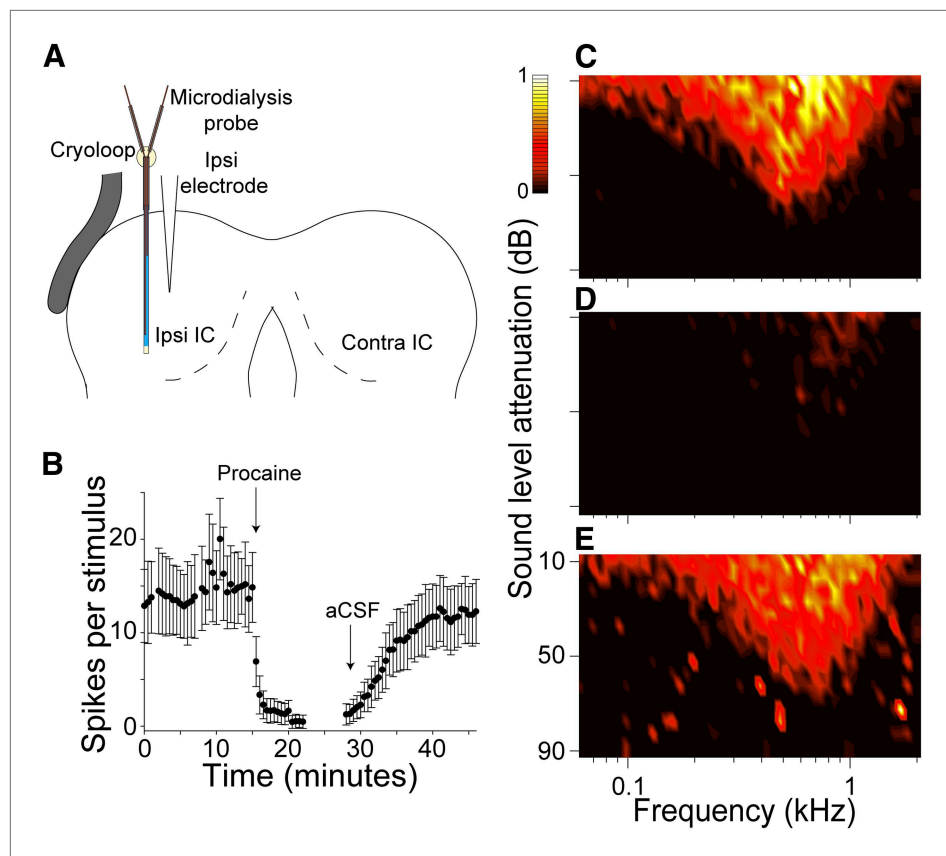 A
Microdialysis
probe
Cryoloop
Ipsi
electrode
Ipsi IC
Contra IC
B
Procaine
aCSF
Spikes per stimulus
20
10
0
0
10
20
30
40
Time (minutes)
1
0
C
D
E
Sound level attenuation (dB)
10
50
90
0.1
1
Frequency (kHz)